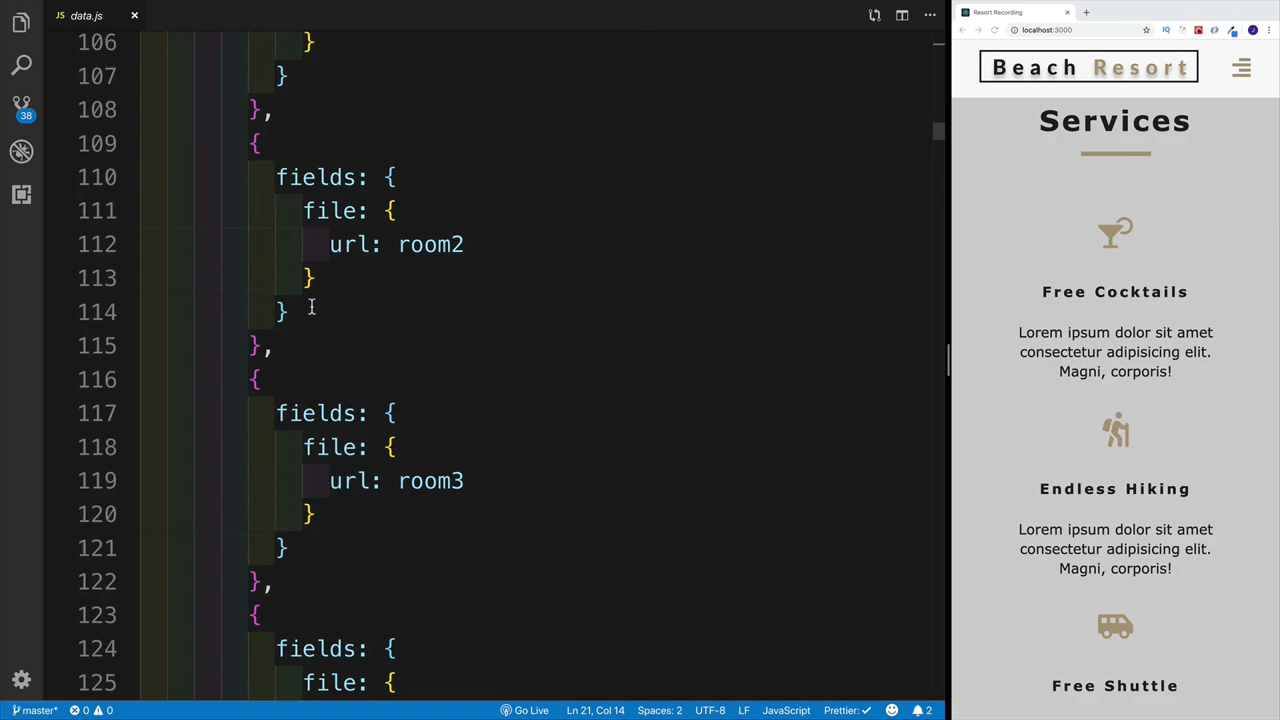 JS data.js
106 }
107 }
108 },
109 {
110 fields: {
111 file: {
112 url: room2
113 }
114 }
115 },
116 {
117 fields: {
118 file: {
119 url: room3
120 }
121 }
122 },
123 {
124 fields: {
125 file: {
38
master* 0 0 Go Live Ln 21, Col 14 Spaces: 2 UTF-8 LF JavaScript Prettier: ✓ 2
Resort Recording
localhost:3000 IQ J
Beach Resort
Services
Free Cocktails
Lorem ipsum dolor sit amet
consectetur adipisicing elit.
Magni, corporis!
Endless Hiking
Lorem ipsum dolor sit amet
consectetur adipisicing elit.
Magni, corporis!
Free Shuttle